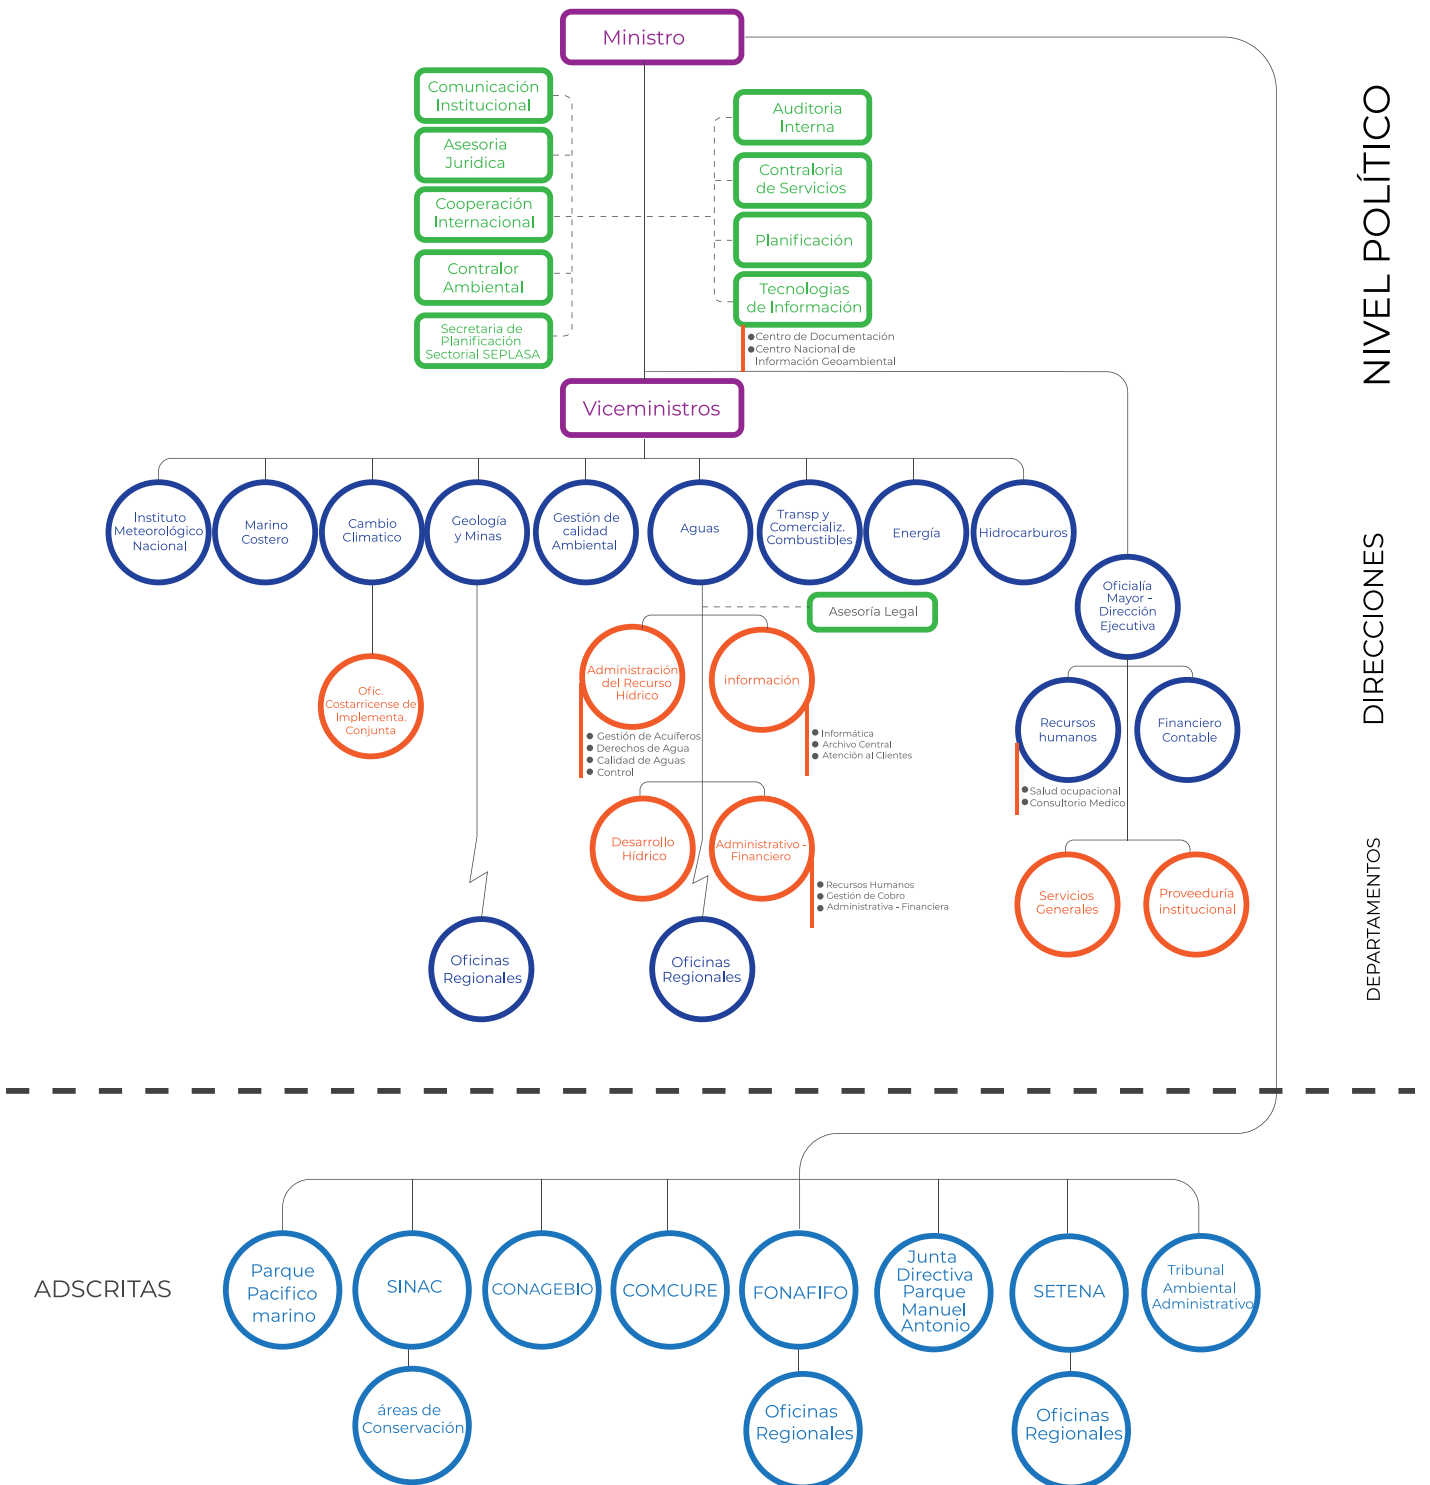 Ministro
Comunicación
Institucional
Asesoria
Juridica
Cooperación
Internacional
Contralor
Ambiental
Secretaria de
Planificación
Sectorial SEPLASA
Auditoria
Interna
Contraloria
de Servicios
Planificación
Tecnologias
de Información
Centro de Documentación
Centro Nacional de
Información Geoambiental
NIVEL POLÍTICO
Viceministros
Instituto
Meteorológico
Nacional
Marino
Costero
Cambio
Climatico
Geología
y Minas
Gestión de
calidad
Ambiental
Aguas
Transp y
Comercializ.
Combustibles
Energía
Hidrocarburos
Oficialía
Mayor -
Dirección
Ejecutiva
DIRECCIONES
Asesoría Legal
Ofic.
Costarricense de
Implementa.
Conjunta
Administración
del Recurso
Hídrico
Gestión de Acuíferos
Derechos de Agua
Calidad de Aguas
Control
información
Informática
Archivo Central
Atención al Clientes
Recursos
humanos
Salud ocupacional
Consultorio Medico
Financiero
Contable
Desarrollo
Hídrico
Administrativo -
Financiero
Recursos Humanos
Gestión de Cobro
Administrativa - Financiera
Servicios
Generales
Proveeduría
institucional
DEPARTAMENTOS
Oficinas
Regionales
Oficinas
Regionales
ADSCRITAS
Parque
Pacifico
marino
SINAC
CONAGEBIO
COMCURE
FONAFIFO
Junta
Directiva
Parque
Manuel
Antonio
SETENA
Tribunal
Ambiental
Administrativo
áreas de
Conservación
Oficinas
Regionales
Oficinas
Regionales